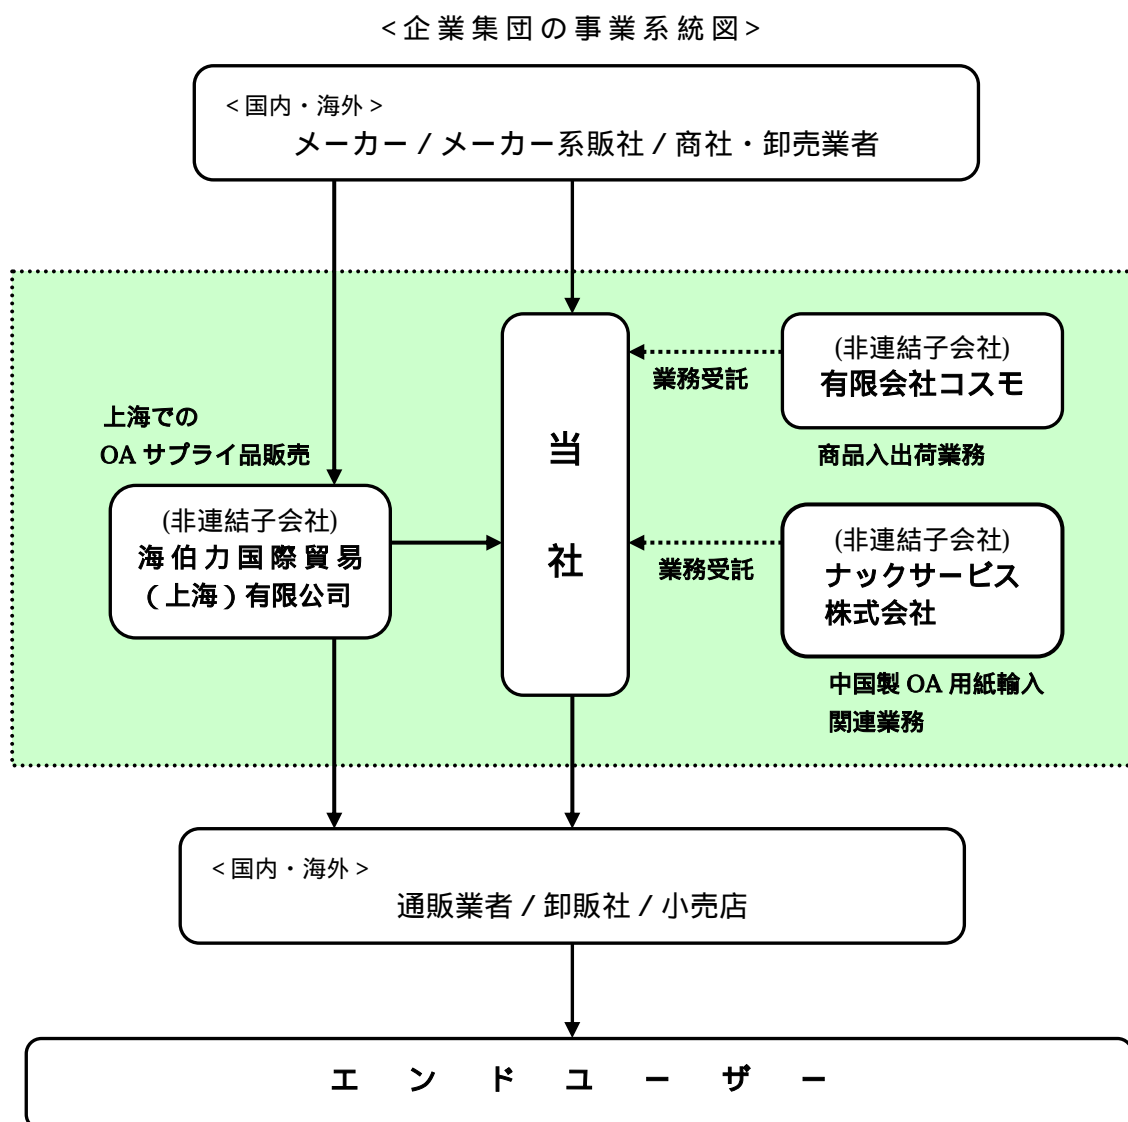 <企業集団の事業系統図>
<国内・海外>
メーカー/メーカー系販社/商社・卸売業者
(非連結子会社)
有限会社コスモ
業務受託
商品入出荷業務
上海での
OAサプライ品販売
当
社
(非連結子会社)
海伯力国際貿易
(上海)有限公司
(非連結子会社)
ナックサービス
株式会社
業務受託
中国製OA用紙輸入
関連業務
<国内・海外>
通販業者/卸販社/小売店
エンドユーザー